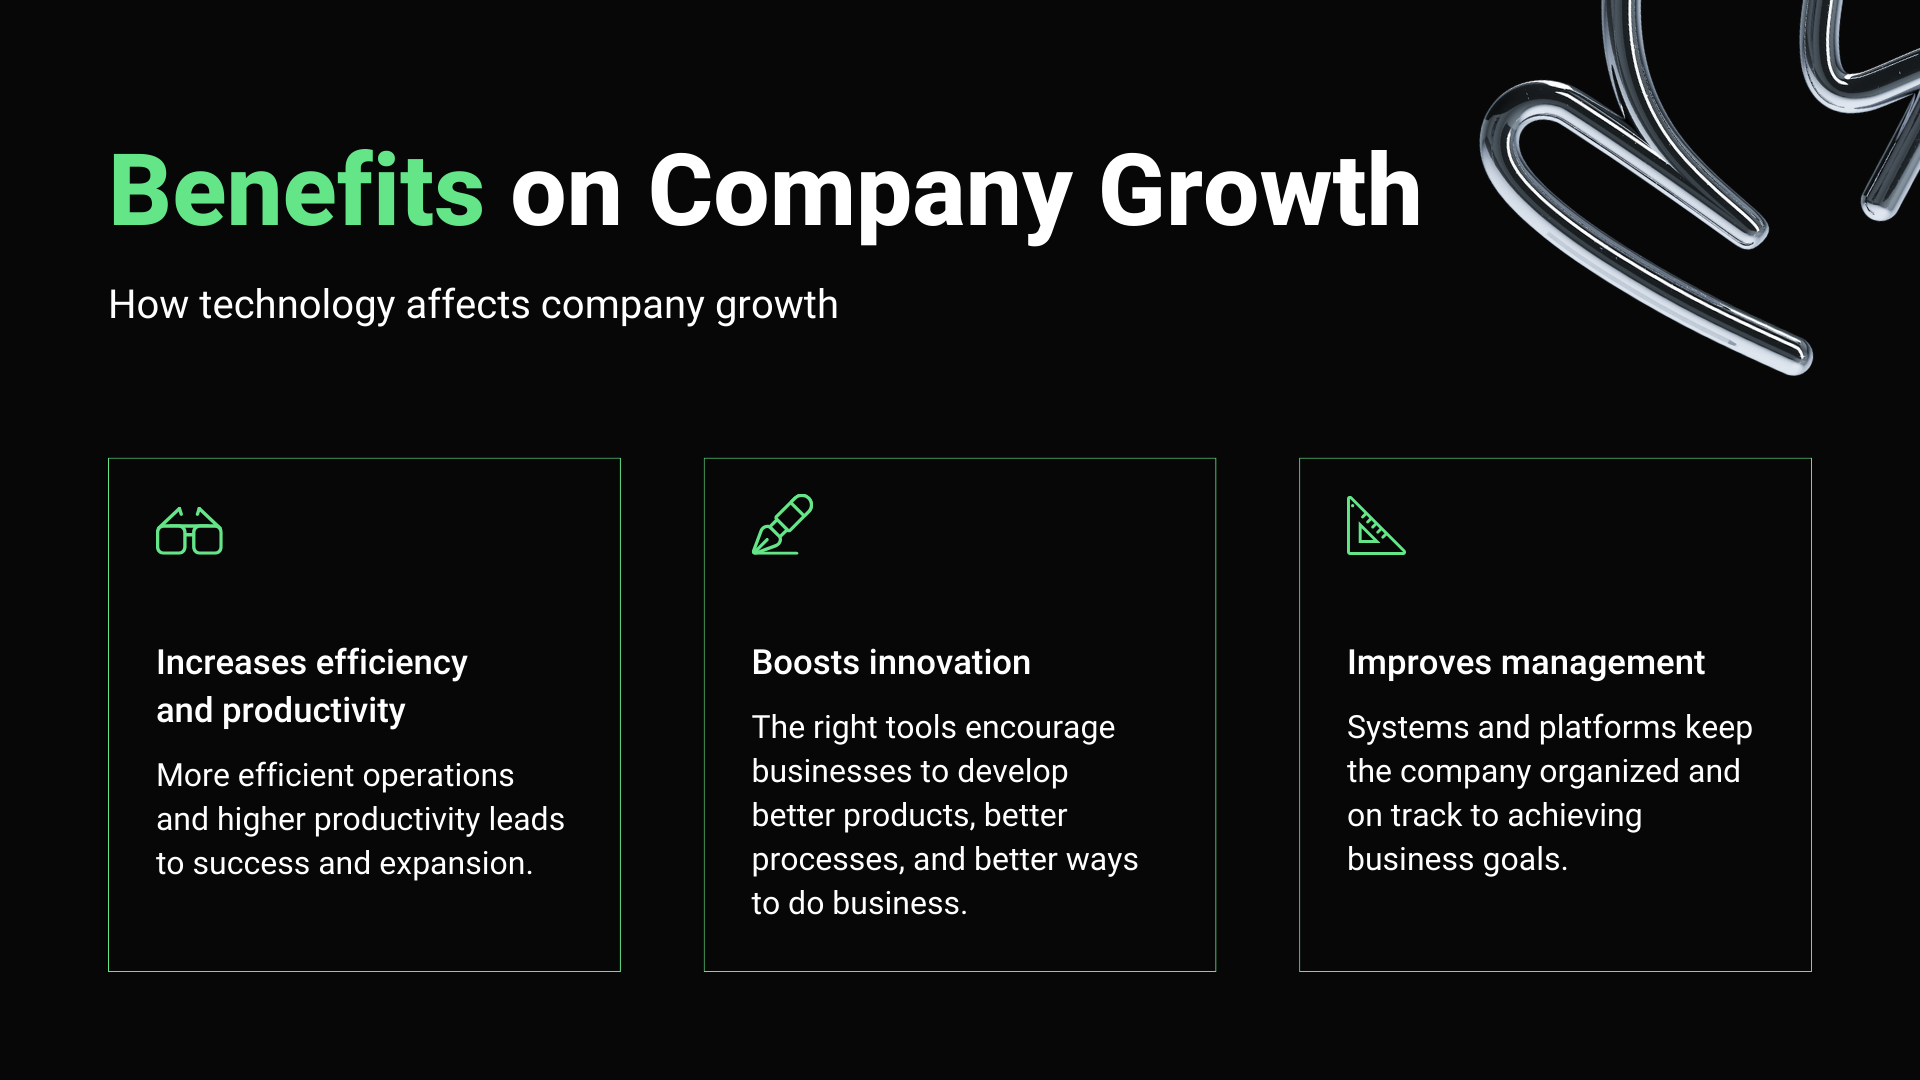 Benefits on Company Growth
How technology affects company growth
Increases efficiency
and productivity
More efficient operations
and higher productivity leads
to success and expansion.
Boosts innovation
The right tools encourage
businesses to develop
better products, better
processes, and better ways
to do business.
Improves management
Systems and platforms keep
the company organized and
on track to achieving
business goals.